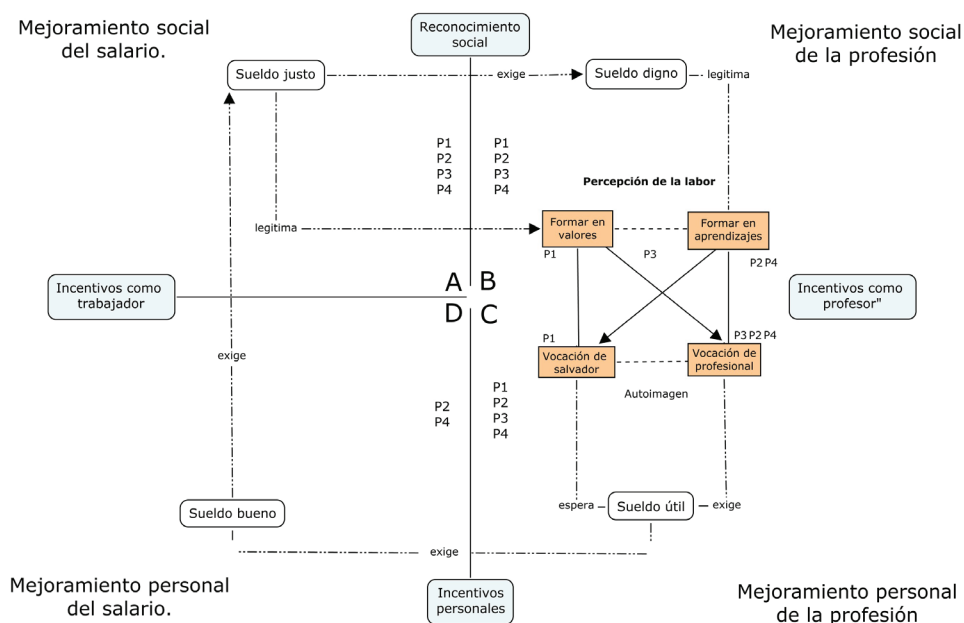 Mejoramiento social
del salario.
Reconocimiento
social
Mejoramiento social
de la profesión
Sueldo justo
exige
Sueldo digno
legitima
P1
P2
P3
P4
P1
P2
P3
P4
Percepción de la labor
legitima
Formar en
valores
Formar en
aprendizajes
P1
P3
P2 P4
A
B
Incentivos como
trabajador
Incentivos como
profesor"
D
C
P1
P3 P2 P4
exige
Vocación de
salvador
Vocación de
profesional
Autoimagen
P2
P4
P1
P2
P3
P4
Sueldo bueno
espera
Sueldo útil
exige
exige
Mejoramiento personal
del salario.
Incentivos
personales
Mejoramiento personal
de la profesión